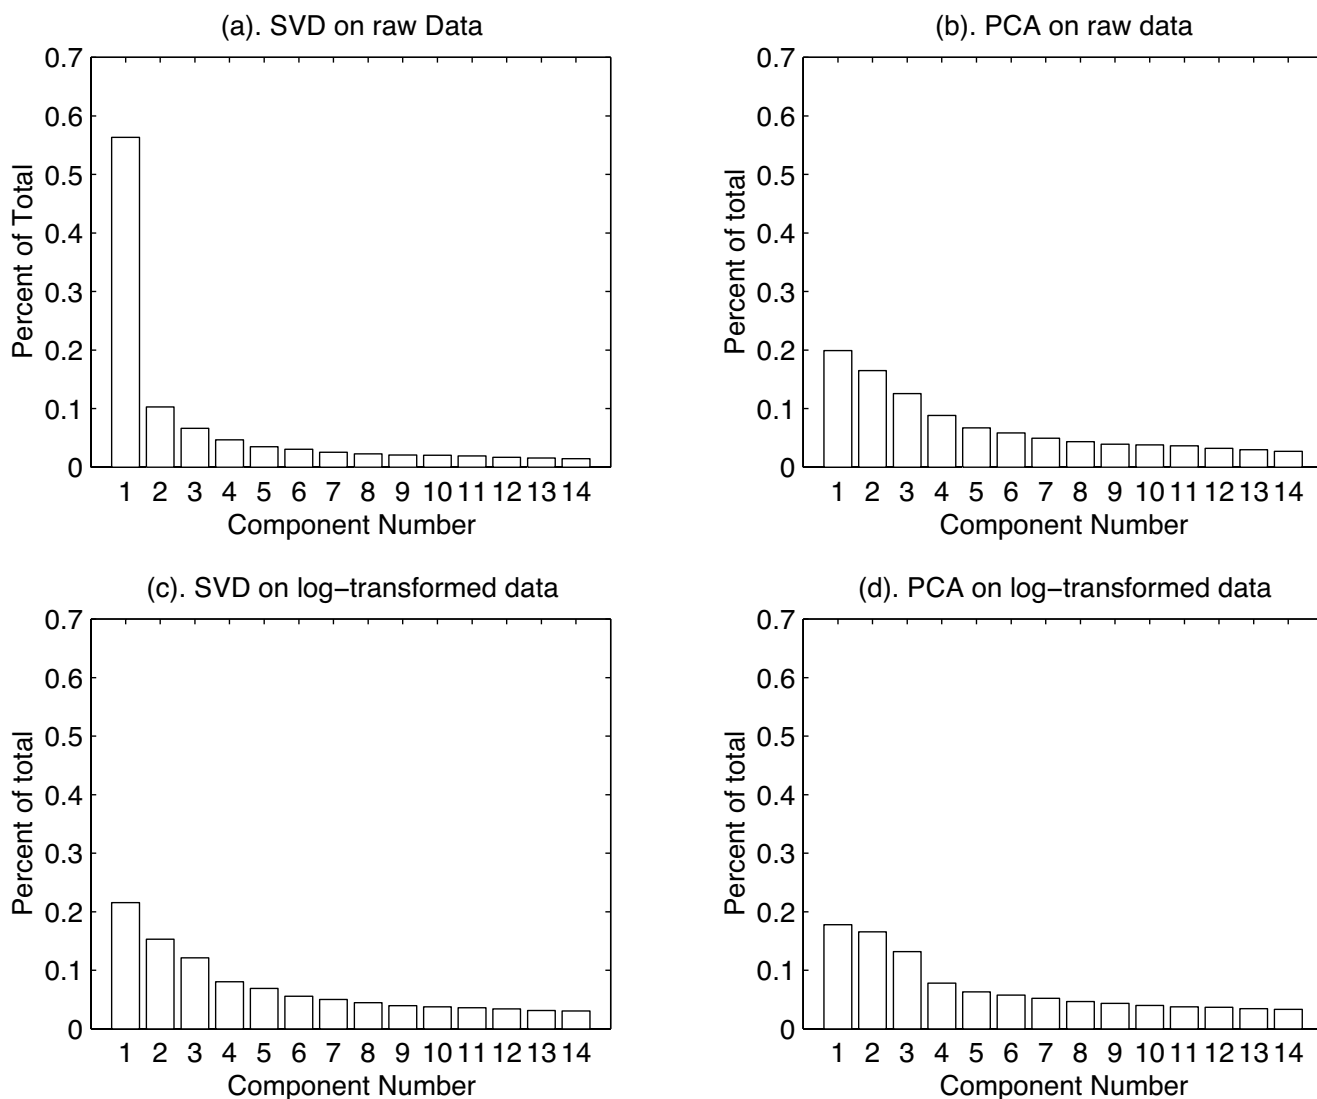 (a). SVD on raw Data
0.7
0.6
0.5
0.4
0.3
0.2
0.1
0
Percent of Total
1 2 3 4 5 6 7 8 9 10 11 12 13 14
Component Number
(b). PCA on raw data
0.7
0.6
0.5
0.4
0.3
0.2
0.1
0
Percent of total
1 2 3 4 5 6 7 8 9 10 11 12 13 14
Component Number
(c). SVD on log−transformed data
0.7
0.6
0.5
0.4
0.3
0.2
0.1
0
Percent of total
1 2 3 4 5 6 7 8 9 10 11 12 13 14
Component Number
(d). PCA on log−transformed data
0.7
0.6
0.5
0.4
0.3
0.2
0.1
0
Percent of total
1 2 3 4 5 6 7 8 9 10 11 12 13 14
Component Number